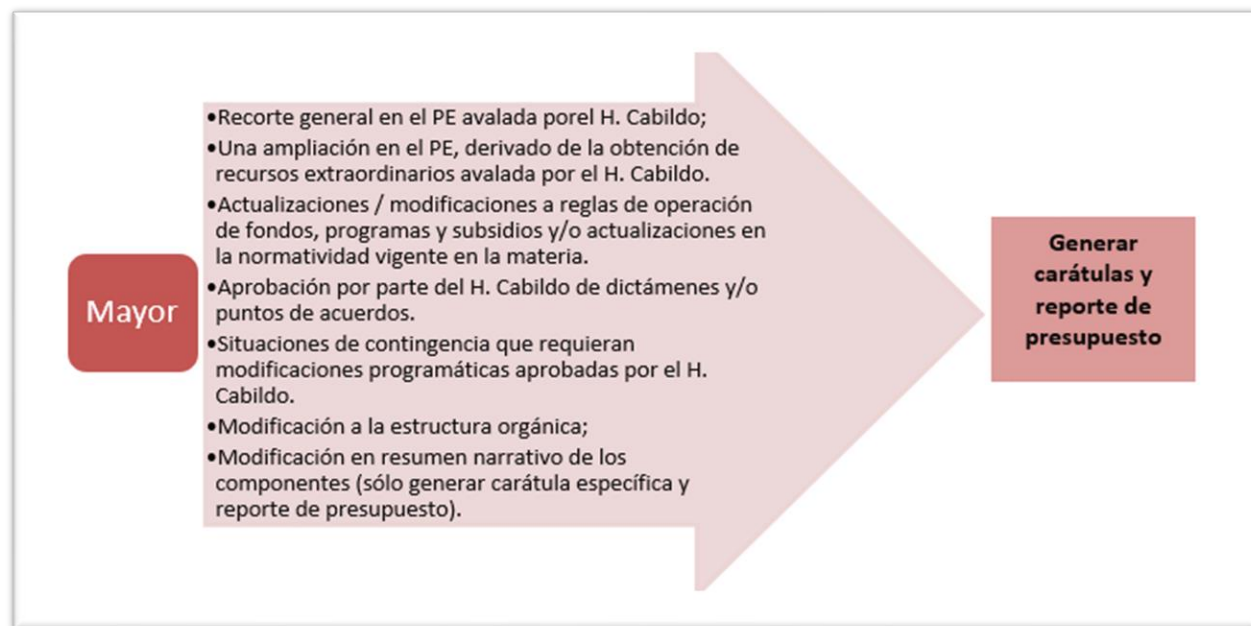 Mayor
•Recorte general en el PE avalada porel H. Cabildo;
•Una ampliación en el PE, derivado de la obtención de
recursos extraordinarios avalada por el H. Cabildo.
•Actualizaciones / modificaciones a reglas de operación
de fondos, programas y subsidios y/o actualizaciones en
la normatividad vigente en la materia.
•Aprobación por parte del H. Cabildo de dictámenes y/o
puntos de acuerdos.
•Situaciones de contingencia que requieran
modificaciones programáticas aprobadas por el H.
Cabildo.
•Modificación a la estructura orgánica;
•Modificación en resumen narrativo de los
componentes (sólo generar carátula específica y
reporte de presupuesto).
Generar
carátulas y
reporte de
presupuesto